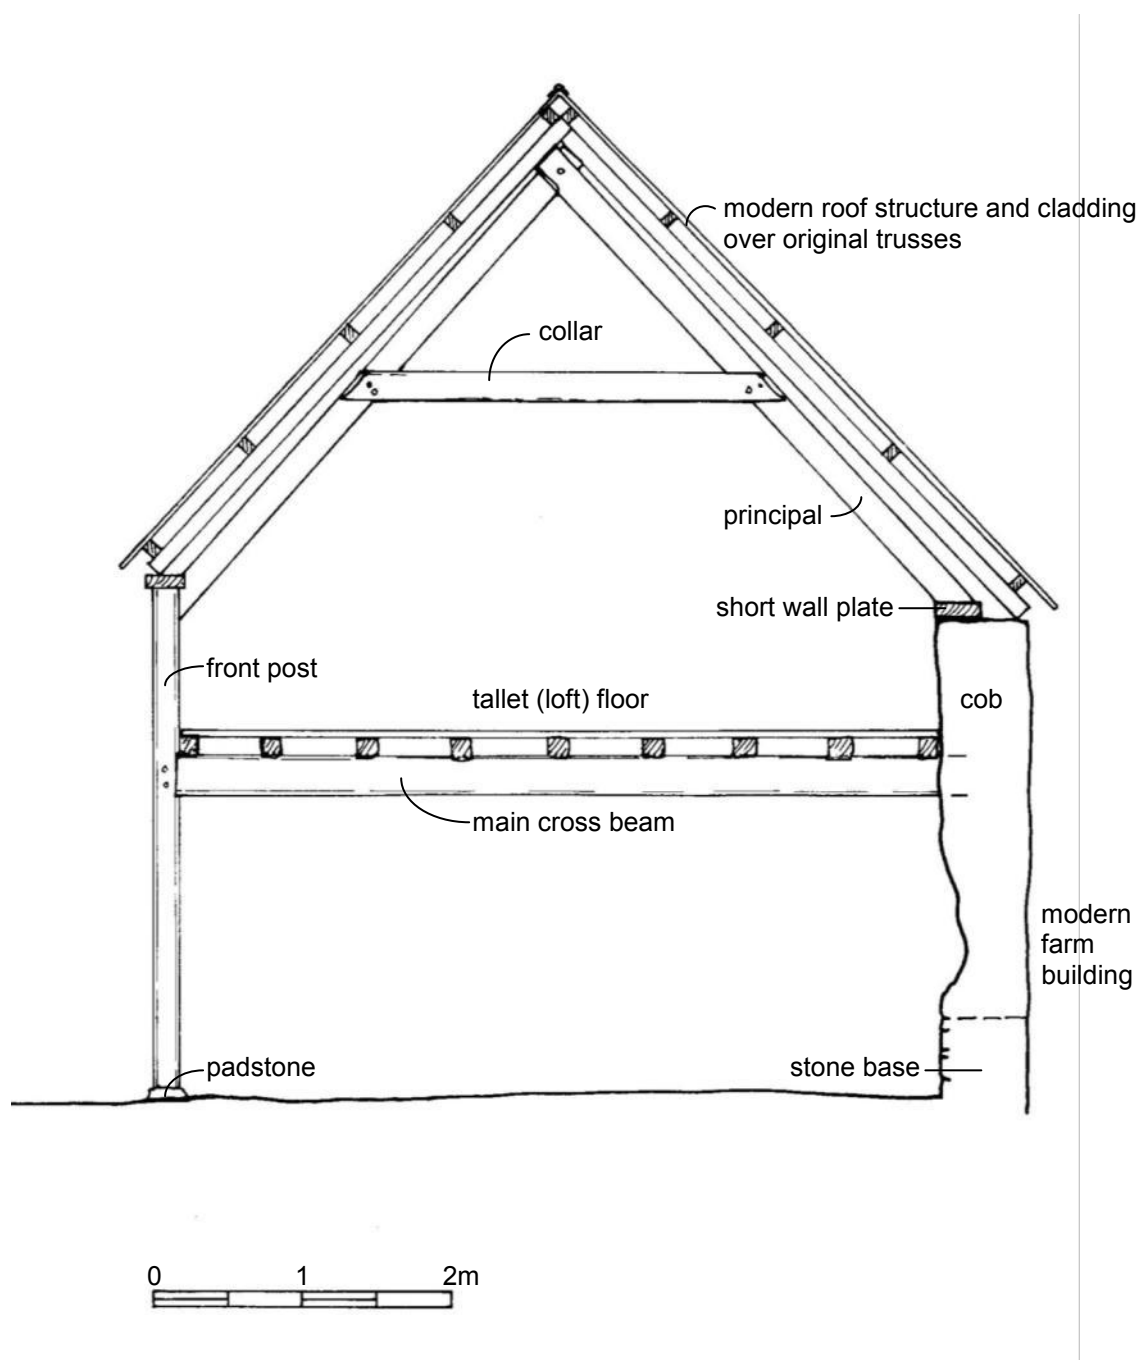 modern roof structure and cladding
over original trusses
collar
principal
short wall plate
front post
tallet (loft) floor
cob
main cross beam
modern
farm
building
padstone
stone base
0 1 2m